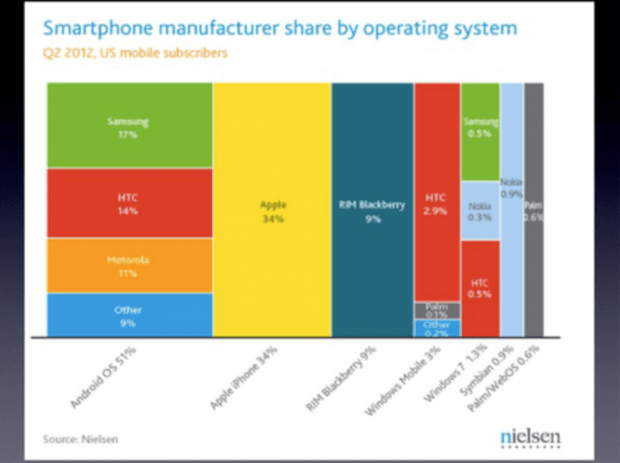 Smartphone manufacturer share by operating system
Q2 2012, US mobile subscribers
Samsung
17%
HTC
14%
Motorola
11%
Other
9%
Apple
34%
RIM Blackberry
9%
HTC
2.9%
Palm
0.1%
Other
0.2%
Samsung
0.5%
Nokia
0.3%
HTC
0.5%
Nokia
0.9%
Palm
0.6%
Android OS 51%
Apple iPhone 34%
RIM Blackberry 9%
Windows Mobile 3%
Windows 7 1.3%
Symbian 0.9%
Palm/WebOS 0.6%
Source: Nielsen
nielsen